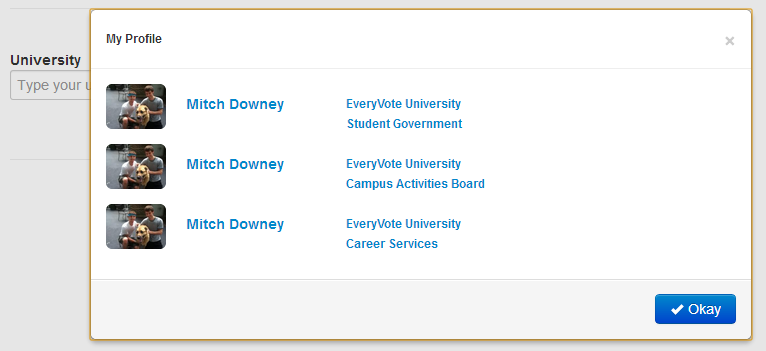 My Profile
×
University
Type your u
Mitch Downey
EveryVote University
Student Government
Mitch Downey
EveryVote University
Campus Activities Board
Mitch Downey
EveryVote University
Career Services
Okay